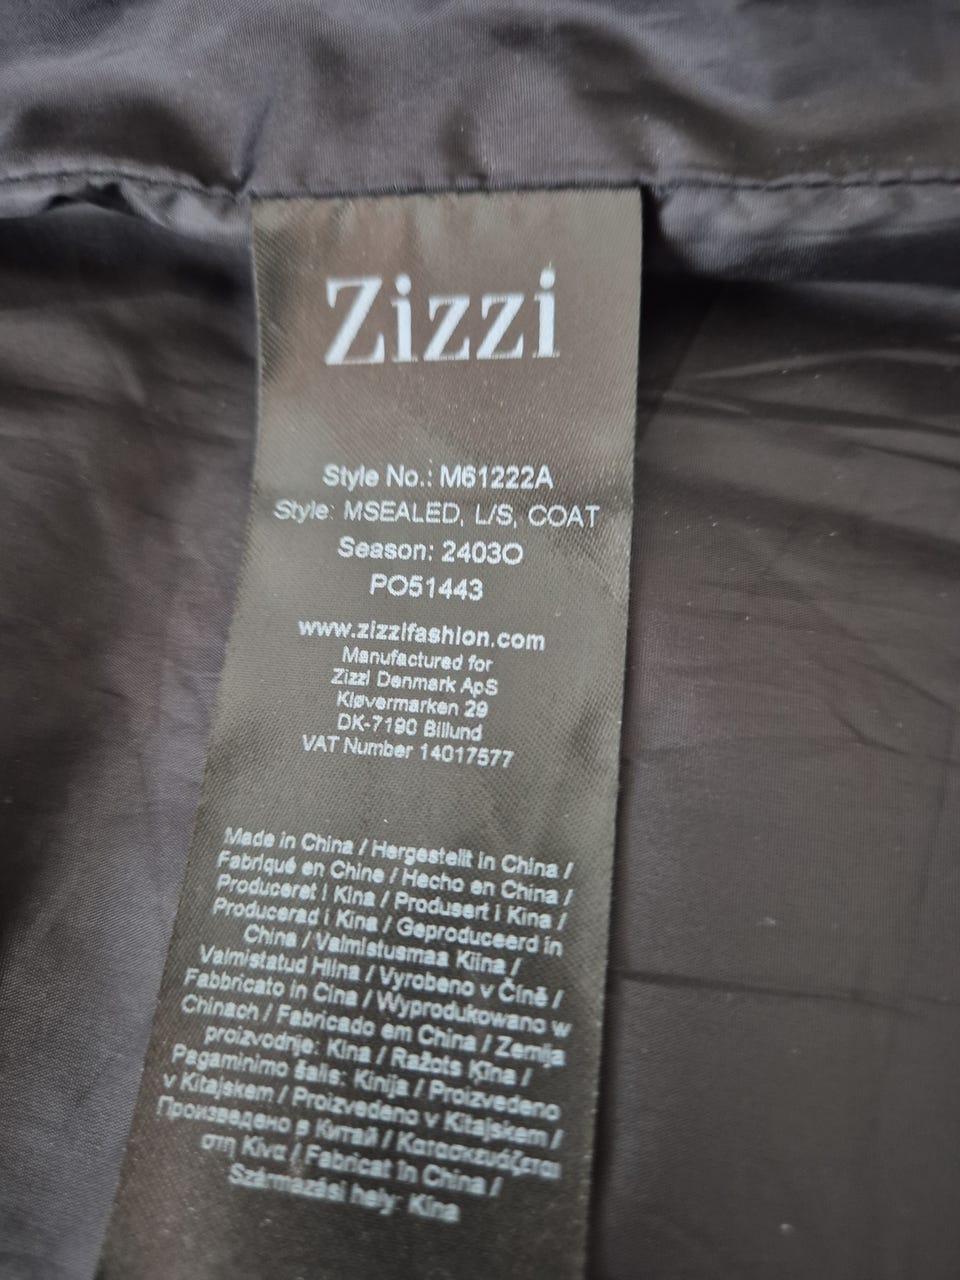 Zizzi
Style No.: M61222A
Style: MSEALED, L/S, COAT
Season: 2403O
PO51443
www.zizzifashion.com
Manufactured for
Zizzi Denmark ApS
Kløvermarken 29
DK-7190 Billund
VAT Number 14017577
Made in China / Hergestellt in China /
Fabriqué en Chine / Hecho en China /
Produceret i Kina / Produsert i Kina /
Producerad i Kina / Geproduceerd in
China / Valmistusmaa Kiina /
Valmistatud Hiina / Vyrobeno v Číně /
Fabbricato in Cina / Wyprodukowano w
Chinach / Fabricado em China / Zemlja
proizvodnje: Kina / Ražots Ķīna /
Pagaminimo šalis: Kinija / Proizvedeno
v Kitajskem / Proizvedeno v Kitajskem /
Произведено в Китай / Κατασκευάζεται
στη Κίνα / Fabricat în China /
Származási hely: Kína